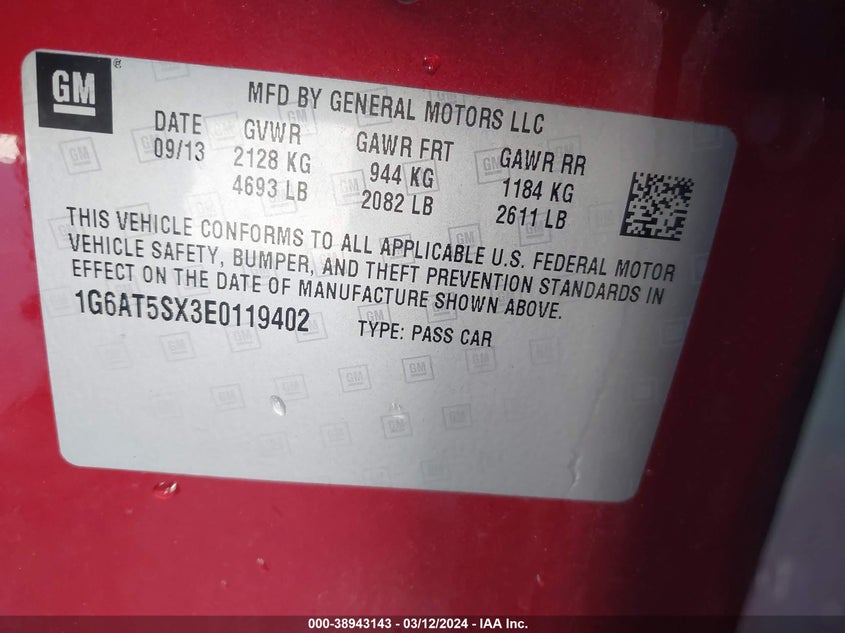 GM®
MFD BY GENERAL MOTORS LLC
DATE GVWR GAWR FRT GAWR RR
09/13 2128 KG 944 KG 1184 KG
4693 LB 2082 LB 2611 LB
THIS VEHICLE CONFORMS TO ALL APPLICABLE U.S. FEDERAL MOTOR
VEHICLE SAFETY, BUMPER, AND THEFT PREVENTION STANDARDS IN
EFFECT ON THE DATE OF MANUFACTURE SHOWN ABOVE.
1G6AT5SX3E0119402 TYPE: PASS CAR
000-38943143 - 03/12/2024 - IAA Inc.